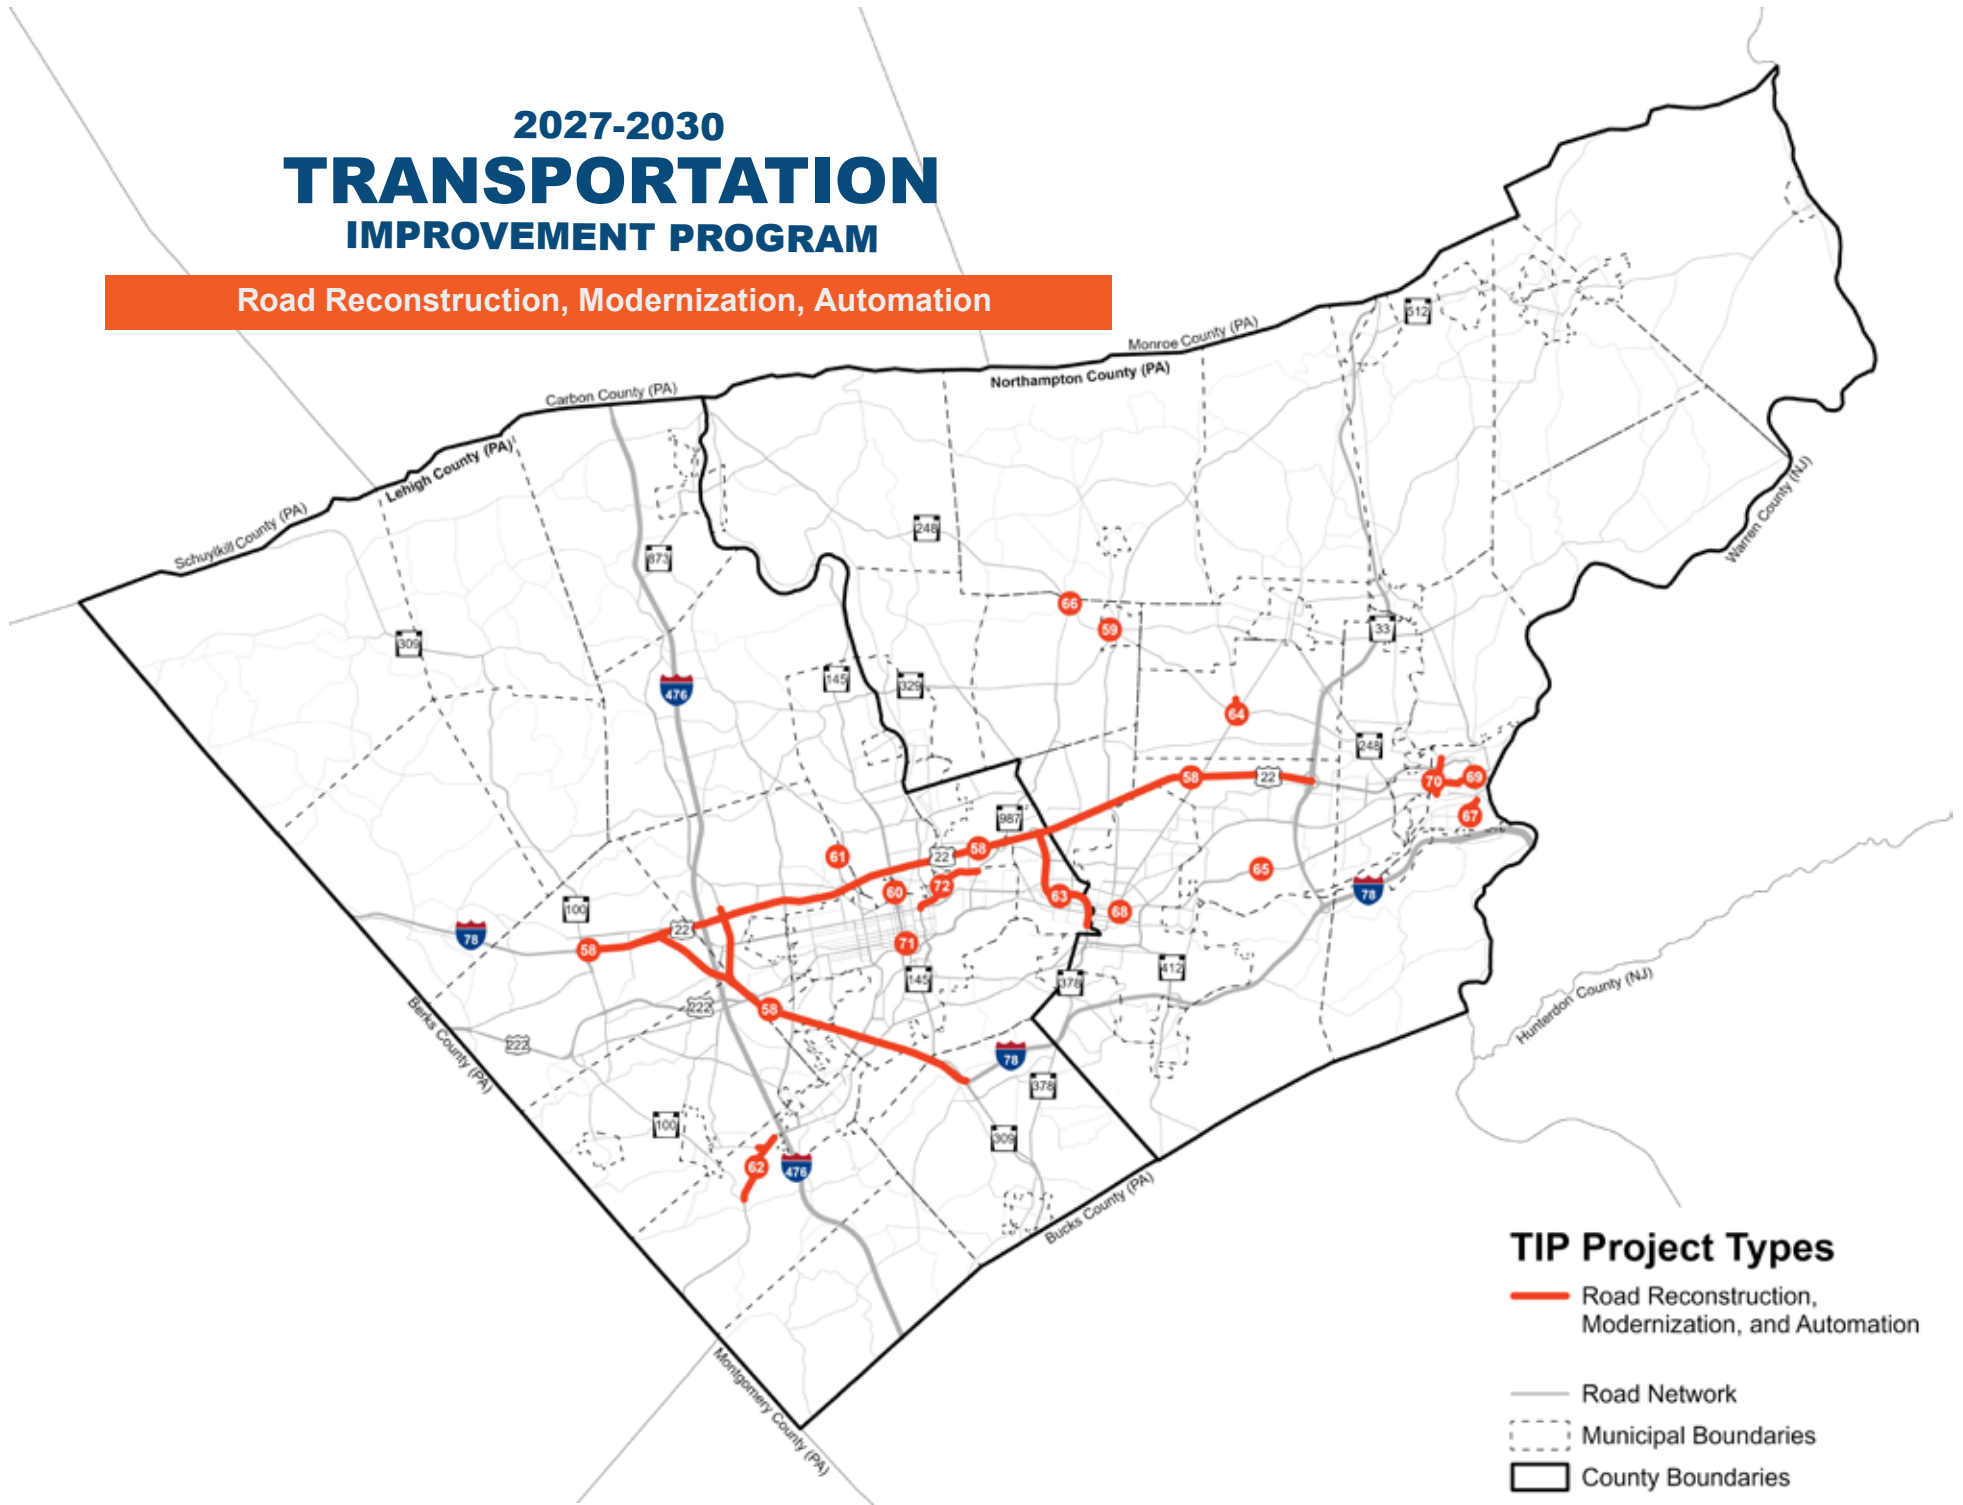 2027-2030
TRANSPORTATION
IMPROVEMENT PROGRAM
Road Reconstruction, Modernization, Automation
512
Monroe County (PA)
Northampton County (PA)
Carbon County (PA)
Lehigh County (PA)
Schuylkill County (PA)
Warren County (NJ)
248
873
66
59
33
309
145
329
476
64
248
58
22
70
69
67
987
61
22
58
60
72
65
63
68
78
100
78
22
58
71
145
412
378
222
58
222
78
Hunterdon County (NJ)
Berks County (PA)
378
100
309
62
476
Bucks County (PA)
Montgomery County (PA)
TIP Project Types
Road Reconstruction,
Modernization, and Automation
Road Network
Municipal Boundaries
County Boundaries